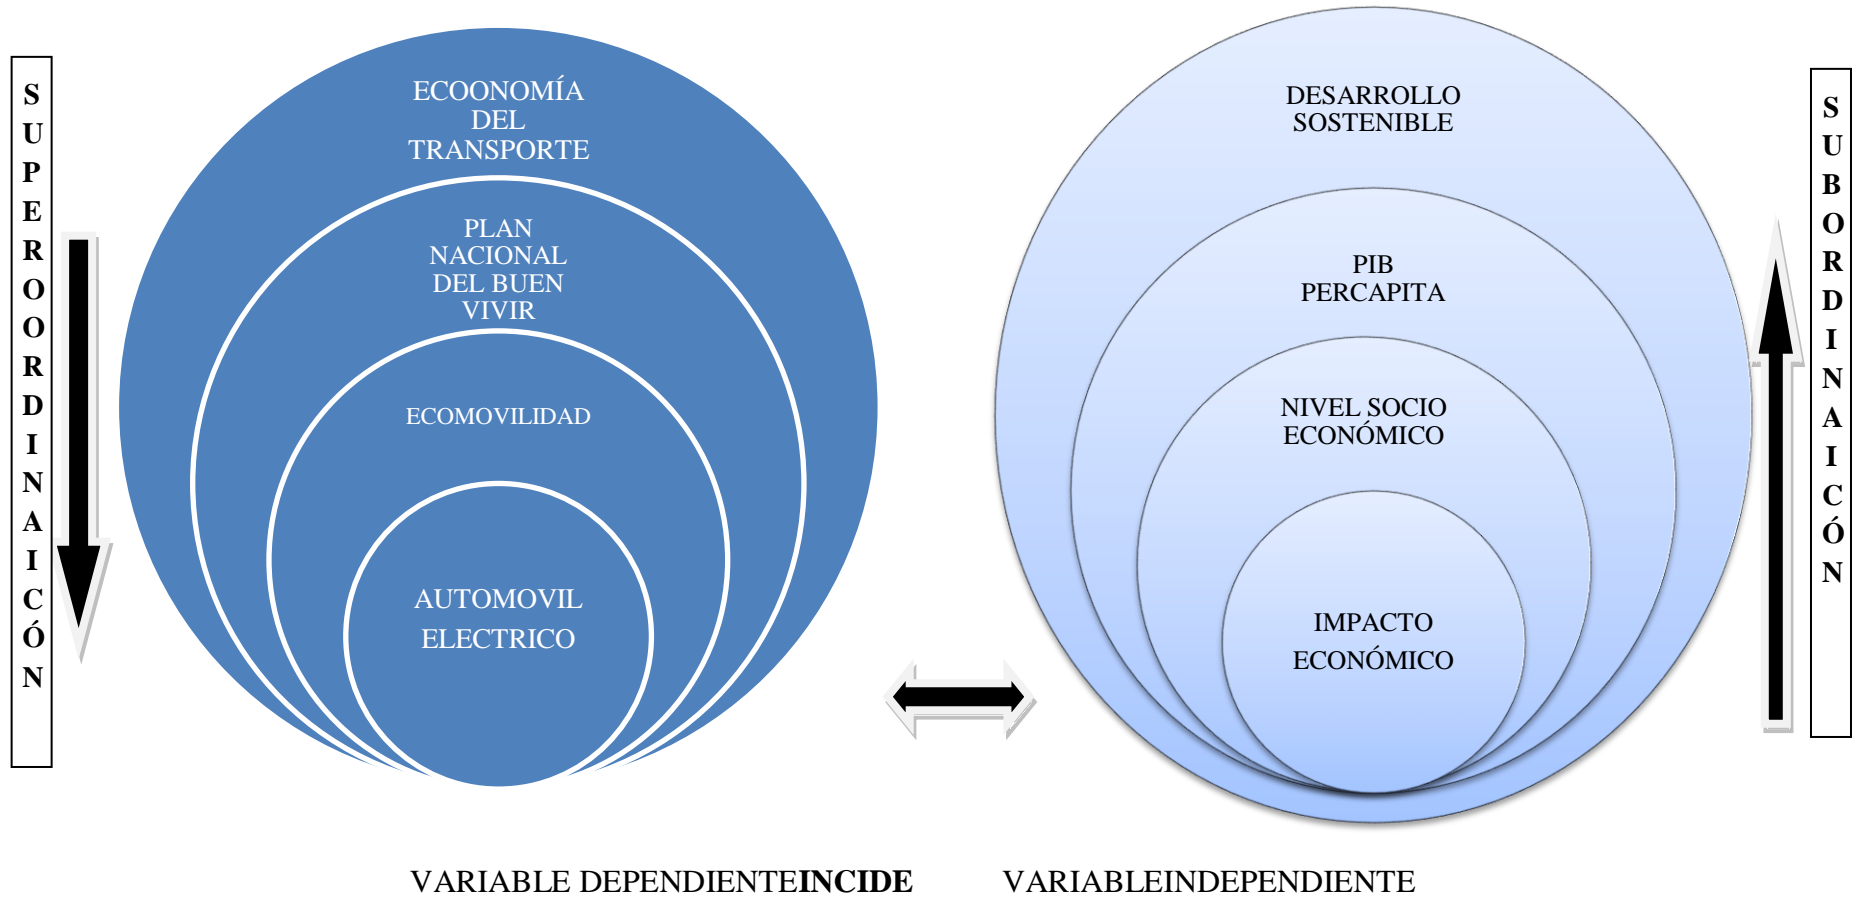 S
U
P
E
R
O
O
R
D
I
N
A
I
C
Ó
N
ECOONOMÍA
DEL
TRANSPORTE
PLAN
NACIONAL
DEL BUEN
VIVIR
ECOMOVILIDAD
AUTOMOVIL
ELECTRICO
DESARROLLO
SOSTENIBLE
PIB
PERCAPITA
NIVEL SOCIO
ECONÓMICO
IMPACTO
ECONÓMICO
S
U
B
O
R
D
I
N
A
I
C
Ó
N
VARIABLE DEPENDIENTEINCIDE VARIABLEINDEPENDIENTE